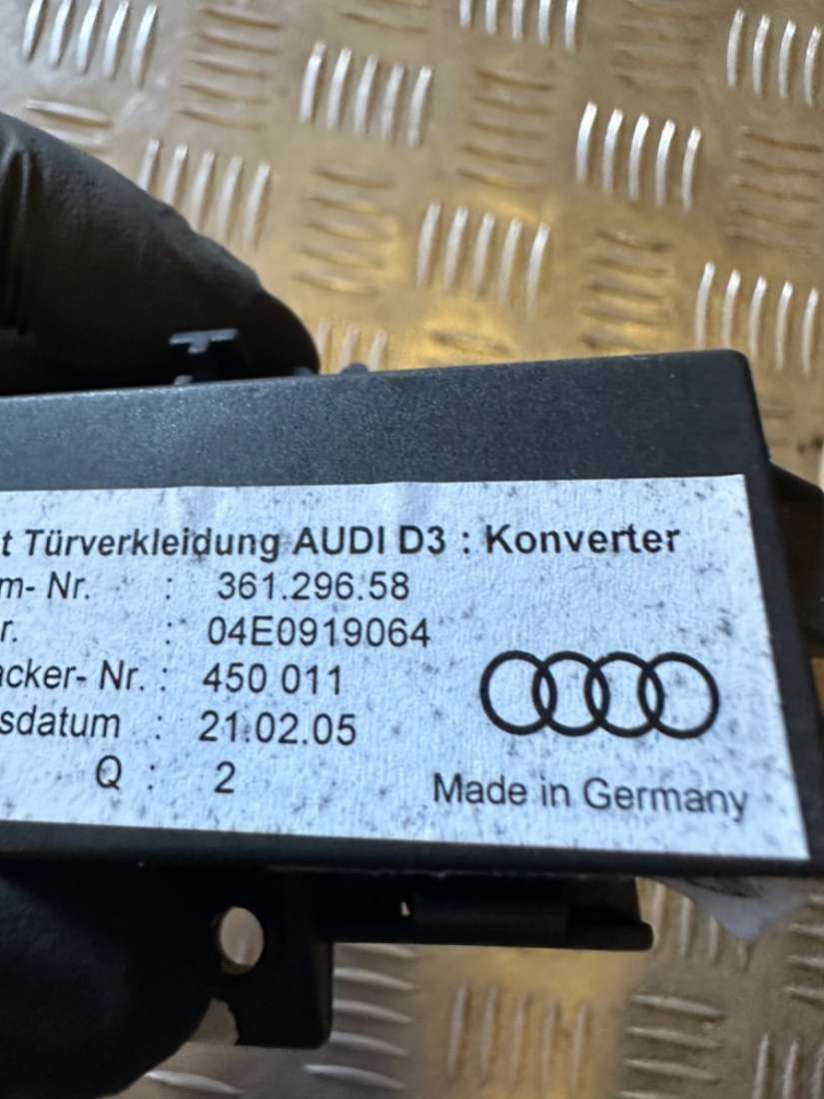 t Türverkleidung AUDI D3 : Konverter
m- Nr. : 361.296.58
r. : 04E0919064
acker- Nr. : 450 011
sdatum : 21.02.05
Q : 2
Made in Germany